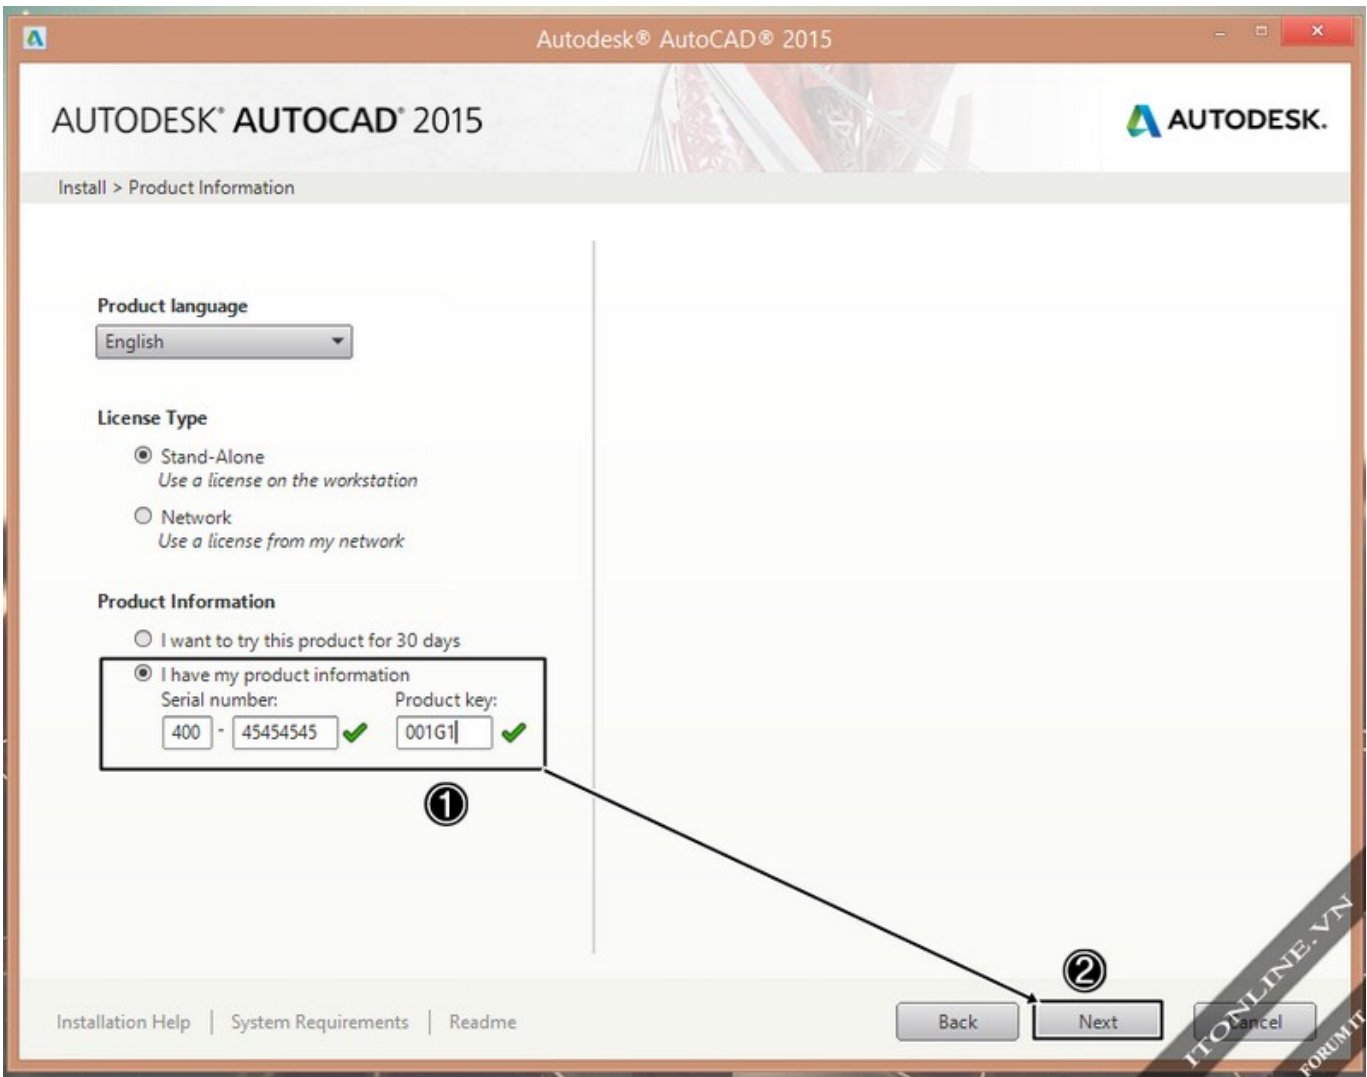 Autodesk® AutoCAD® 2015
AUTODESK® AUTOCAD® 2015
AUTODESK.
Install > Product Information
Product language
English
License Type
Stand-Alone
Use a license on the workstation
Network
Use a license from my network
Product Information
I want to try this product for 30 days
I have my product information
Serial number: Product key:
400 - 45454545 001G1
1
2
Installation Help | System Requirements | Readme
Back Next Cancel
ITONLINE.VN
FORUM IT